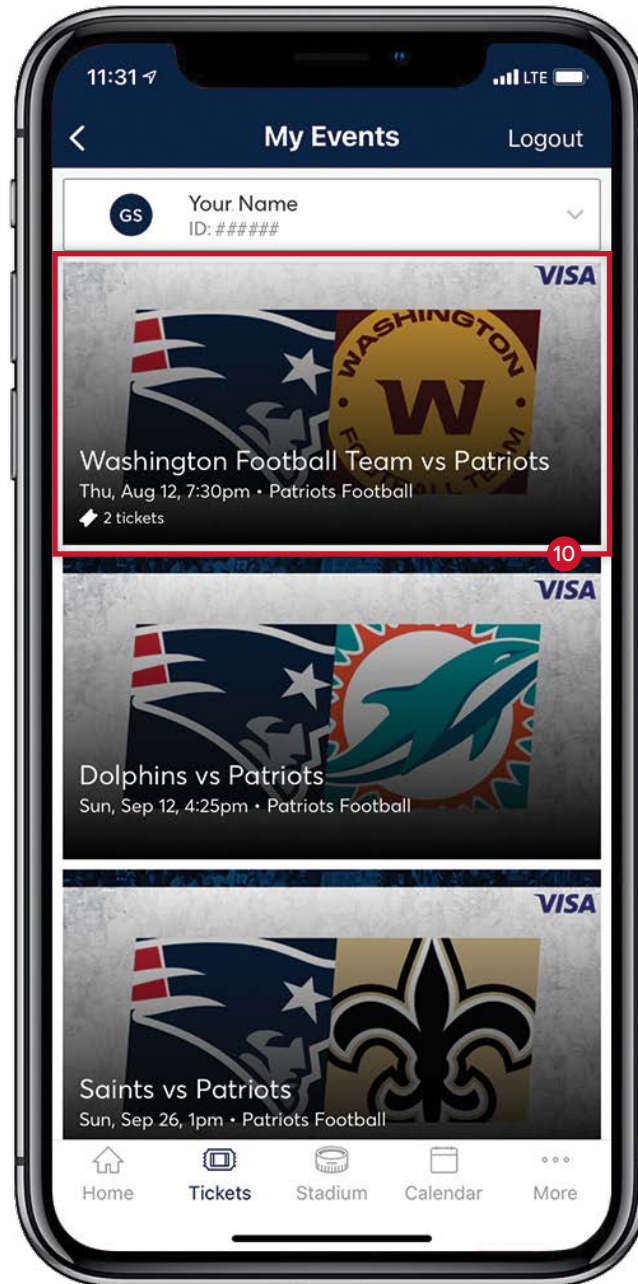 11:31
LTE
My Events
Logout
GS
Your Name
ID: ######
VISA
WASHINGTON
W
FOOTBALL TEAM
Washington Football Team vs Patriots
Thu, Aug 12, 7:30pm • Patriots Football
2 tickets
10
VISA
Dolphins vs Patriots
Sun, Sep 12, 4:25pm • Patriots Football
VISA
Saints vs Patriots
Sun, Sep 26, 1pm • Patriots Football
Home
Tickets
Stadium
Calendar
More